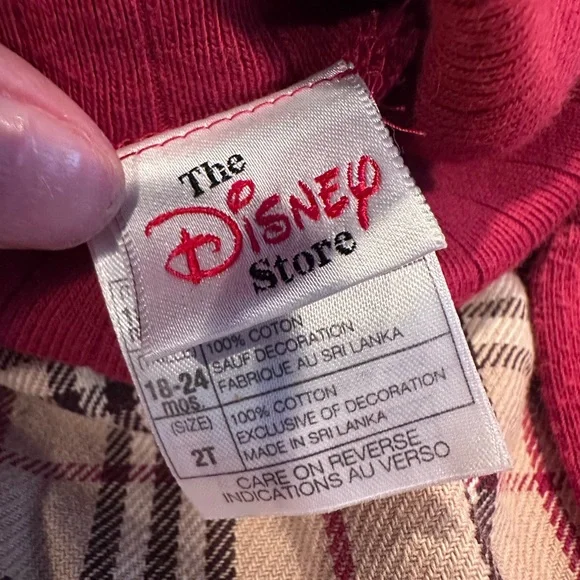 The
Disney
Store
100% COTTON
SAUF DECORATION
FABRIQUE AU SRI LANKA
18-24
mos.
(SIZE)
2T
100% COTTON
EXCLUSIVE OF DECORATION
MADE IN SRI LANKA
CARE ON REVERSE
INDICATIONS AU VERSO